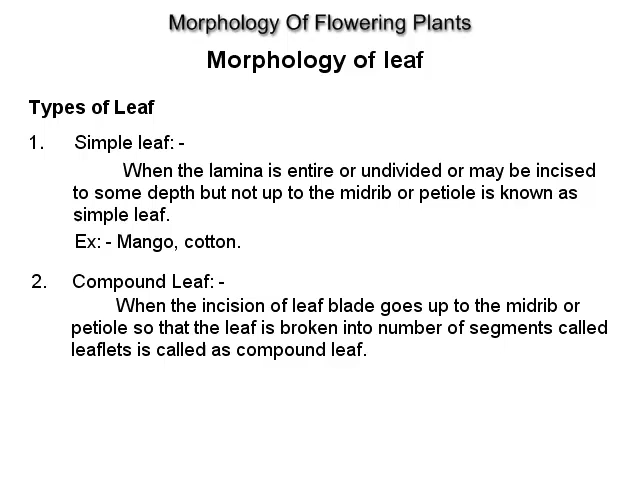 Morphology Of Flowering Plants
Morphology of leaf
Types of Leaf
1. Simple leaf: -
When the lamina is entire or undivided or may be incised
to some depth but not up to the midrib or petiole is known as
simple leaf.
Ex: - Mango, cotton.
2. Compound Leaf: -
When the incision of leaf blade goes up to the midrib or
petiole so that the leaf is broken into number of segments called
leaflets is called as compound leaf.